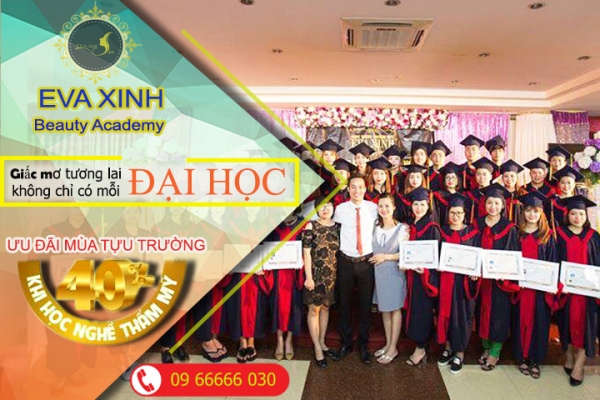 EVA XINH
Beauty Academy
Giấc mơ tương lai
không chỉ có mỗi
ĐẠI HỌC
ƯU ĐÃI MÙA TỰU TRƯỜNG
40%
KHI HỌC NGHỀ THẨM MỸ
09 66666 030